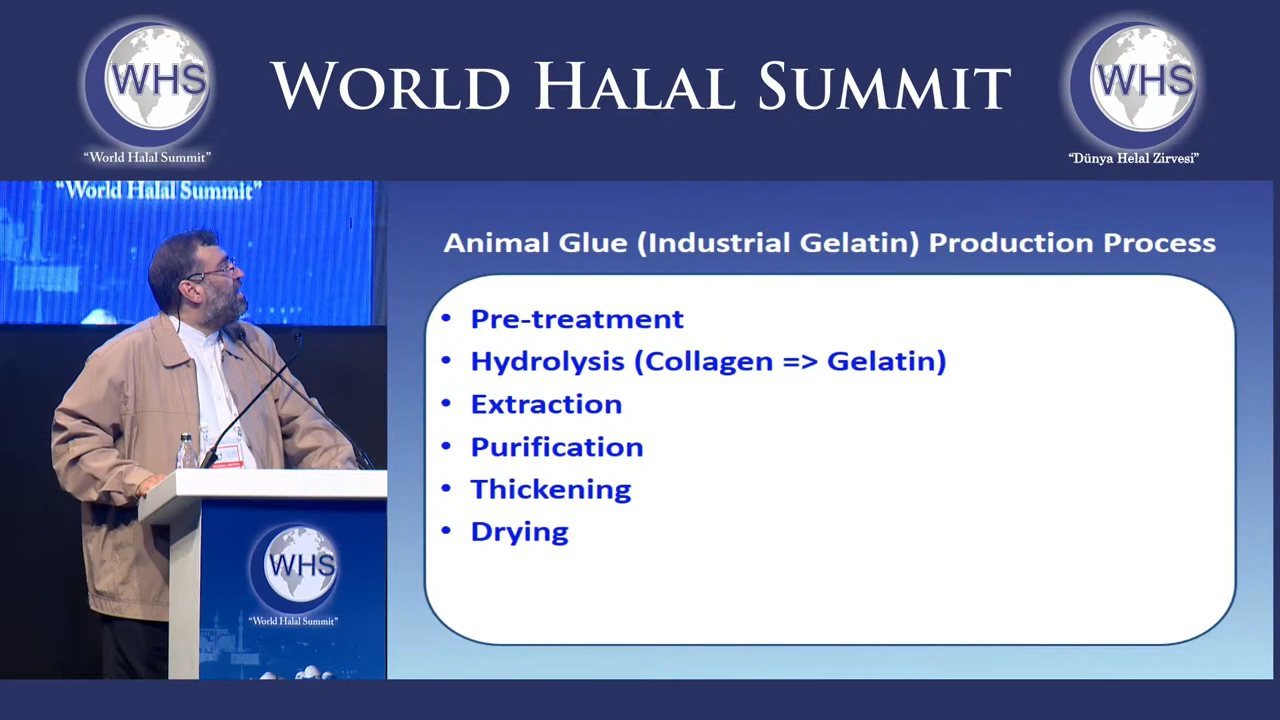 WHS
"World Halal Summit"
WORLD HALAL SUMMIT
WHS
"Dünya Helal Zirvesi"
"World Halal Summit"
Animal Glue (Industrial Gelatin) Production Process
• Pre-treatment
• Hydrolysis (Collagen => Gelatin)
• Extraction
• Purification
• Thickening
• Drying
WHS
"World Halal Summit"